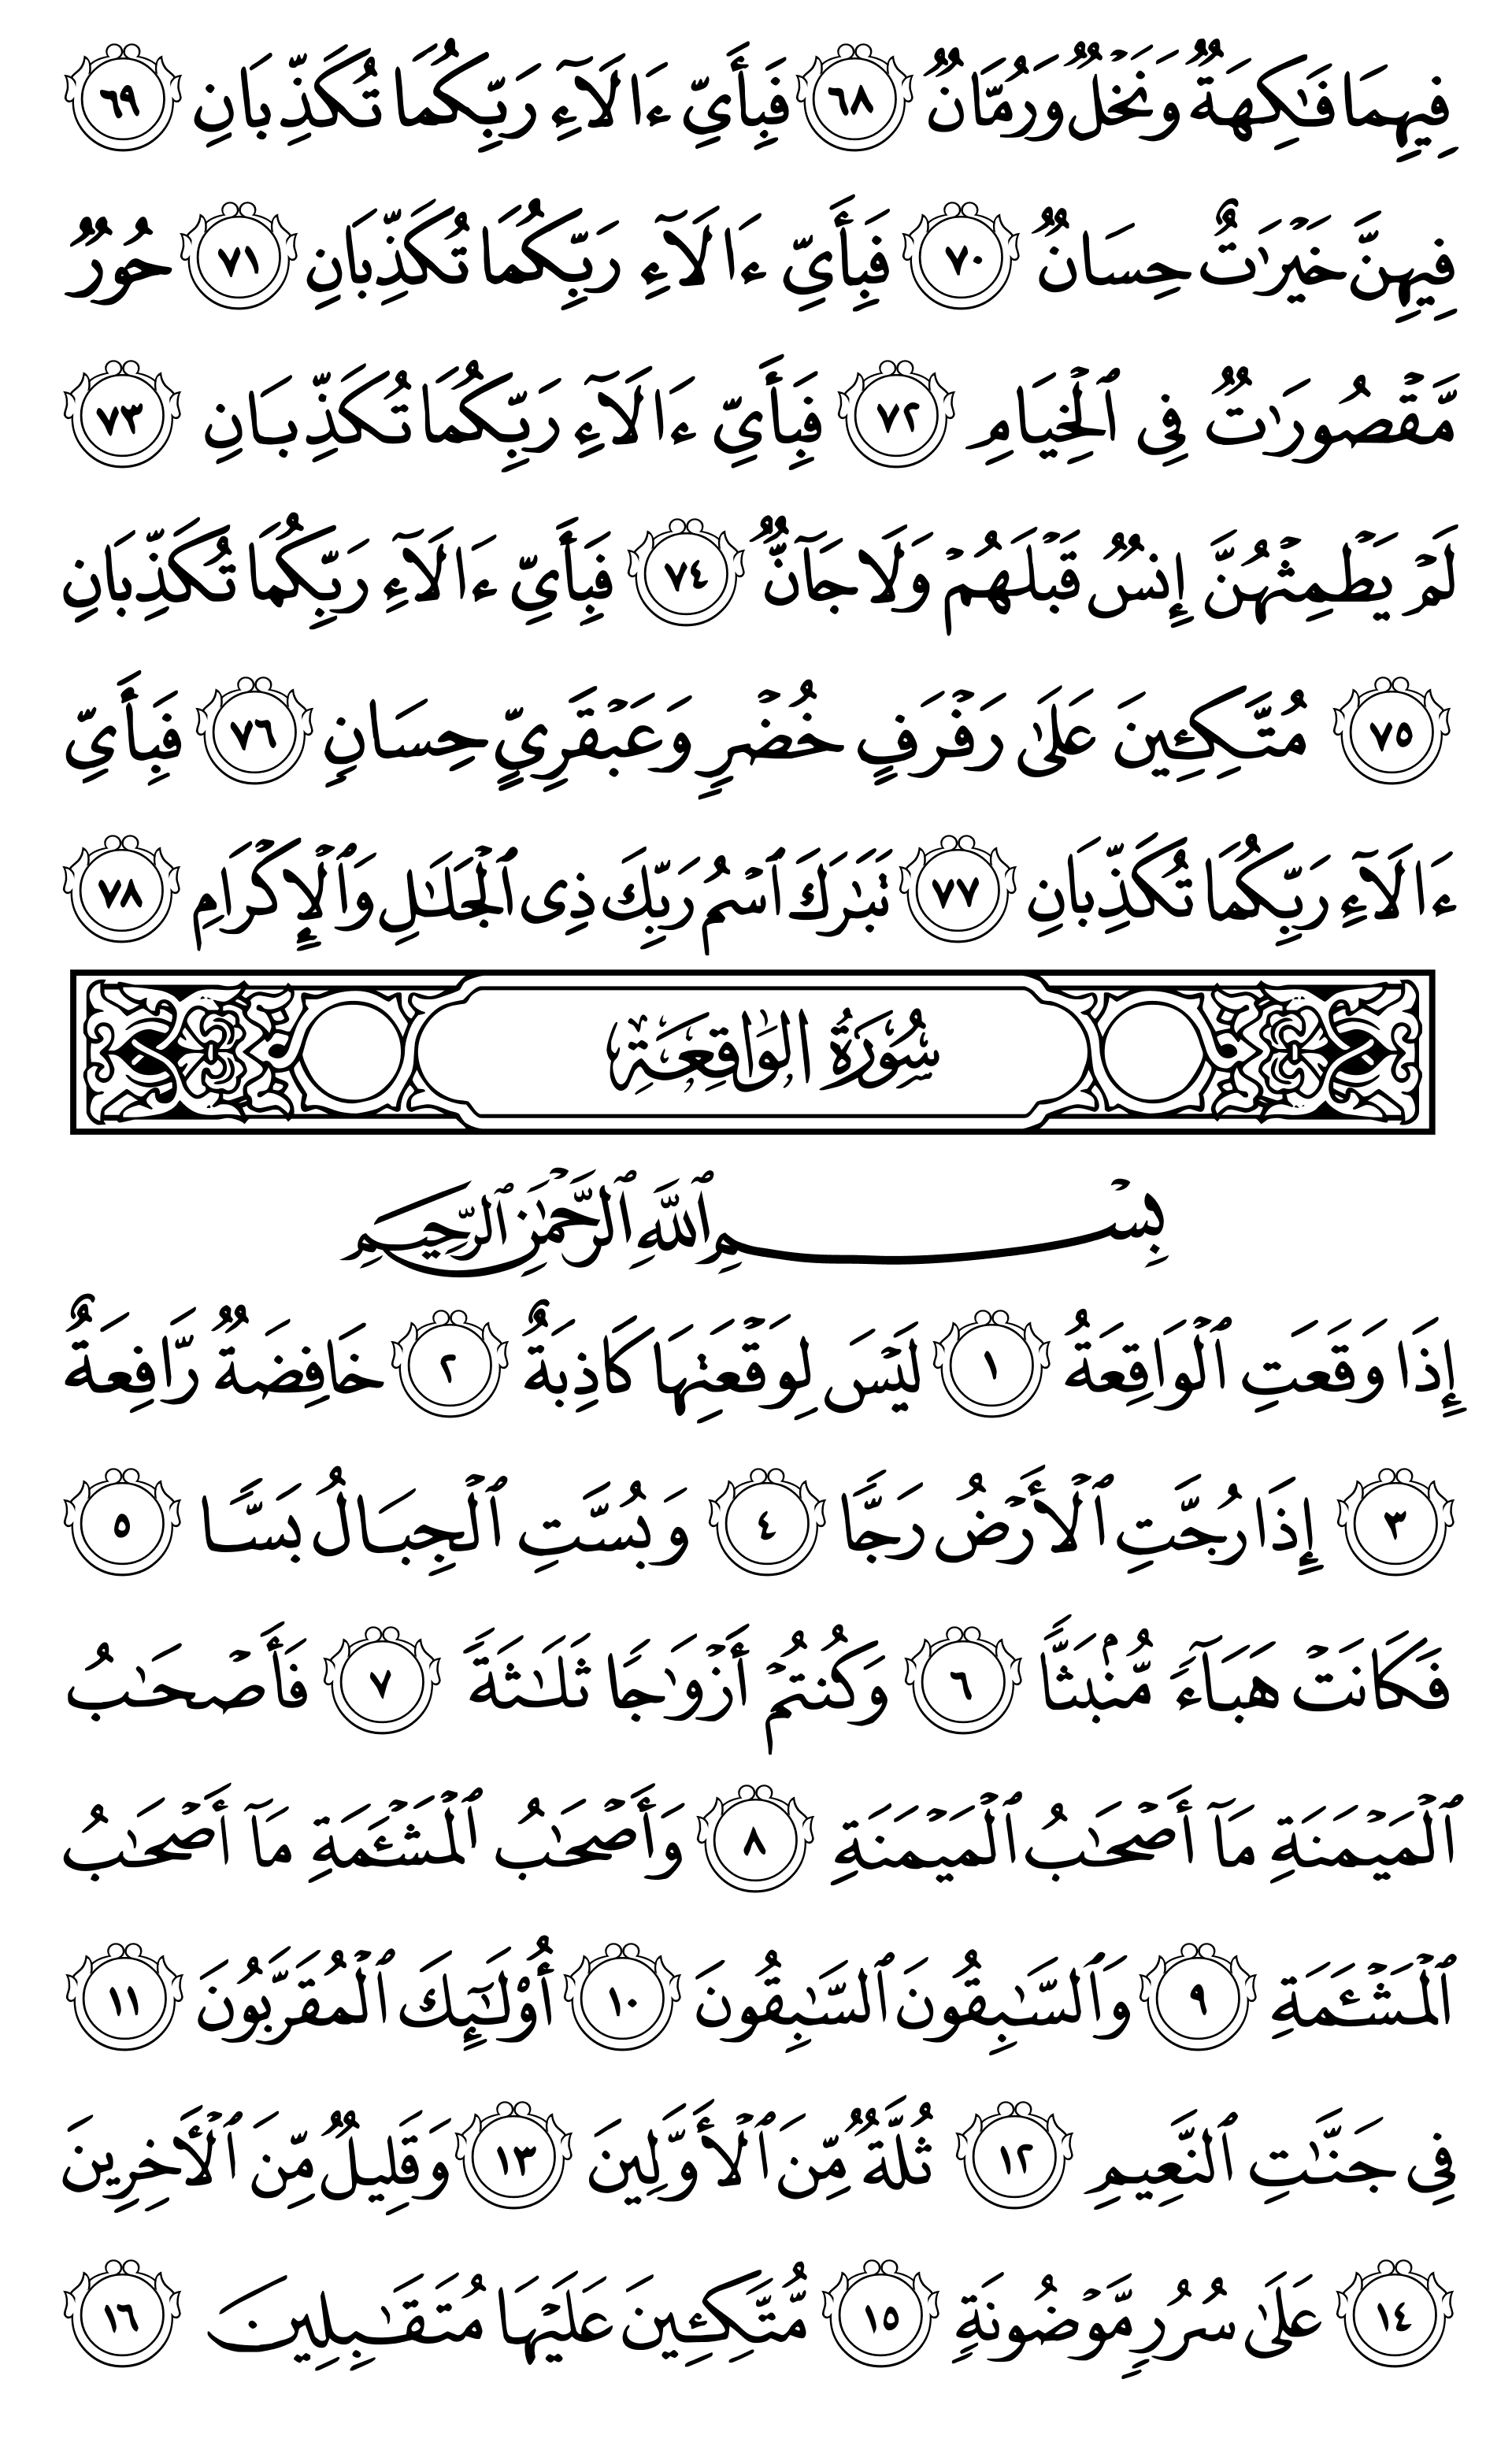 فِيهِمَا فَٰكِهَةٌ وَنَخْلٌ وَرُمَّانٌ ٦٨ فَبِأَيِّ ءَالَآءِ رَبِّكُمَا تُكَذِّبَانِ ٦٩
فِيهِنَّ خَيْرَٰتٌ حِسَانٌ ٧٠ فَبِأَيِّ ءَالَآءِ رَبِّكُمَا تُكَذِّبَانِ ٧١ حُورٌ
مَّقْصُورَٰتٌ فِى ٱلْخِيَامِ ٧٢ فَبِأَيِّ ءَالَآءِ رَبِّكُمَا تُكَذِّبَانِ ٧٣
لَمْ يَطْمِثْهُنَّ إِنسٌ قَبْلَهُمْ وَلَا جَآنٌّ ٧٤ فَبِأَيِّ ءَالَآءِ رَبِّكُمَا تُكَذِّبَانِ
٧٥ مُتَّكِـِٔينَ عَلَىٰ رَفْرَفٍ خُضْرٍ وَعَبْقَرِيٍّ حِسَانٍ ٧٦ فَبِأَيِّ
ءَالَآءِ رَبِّكُمَا تُكَذِّبَانِ ٧٧ تَبَٰرَكَ ٱسْمُ رَبِّكَ ذِى ٱلْجَلَٰلِ وَٱلْإِكْرَامِ ٧٨
سُورَةُ الوَاقِعَةِ
بِسْمِ ٱللَّهِ ٱلرَّحْمَٰنِ ٱلرَّحِيمِ
إِذَا وَقَعَتِ ٱلْوَاقِعَةُ ١ لَيْسَ لِوَقْعَتِهَا كَاذِبَةٌ ٢ خَافِضَةٌ رَّافِعَةٌ
٣ إِذَا رُجَّتِ ٱلْأَرْضُ رَجًّا ٤ وَبُسَّتِ ٱلْجِبَالُ بَسًّا ٥
فَكَانَتْ هَبَآءً مُّنۢبَثًّا ٦ وَكُنتُمْ أَزْوَٰجًا ثَلَٰثَةً ٧ فَأَصْحَٰبُ
ٱلْمَيْمَنَةِ مَآ أَصْحَٰبُ ٱلْمَيْمَنَةِ ٨ وَأَصْحَٰبُ ٱلْمَشْـَٔمَةِ مَآ أَصْحَٰبُ
ٱلْمَشْـَٔمَةِ ٩ وَٱلسَّٰبِقُونَ ٱلسَّٰبِقُونَ ١٠ أُو۟لَٰٓئِكَ ٱلْمُقَرَّبُونَ ١١
فِى جَنَّٰتِ ٱلنَّعِيمِ ١٢ ثُلَّةٌ مِّنَ ٱلْأَوَّلِينَ ١٣ وَقَلِيلٌ مِّنَ ٱلْأَخِرِينَ
١٤ عَلَىٰ سُرُرٍ مَّوْضُونَةٍ ١٥ مُّتَّكِـِٔينَ عَلَيْهَا مُتَقَٰبِلِينَ ١٦